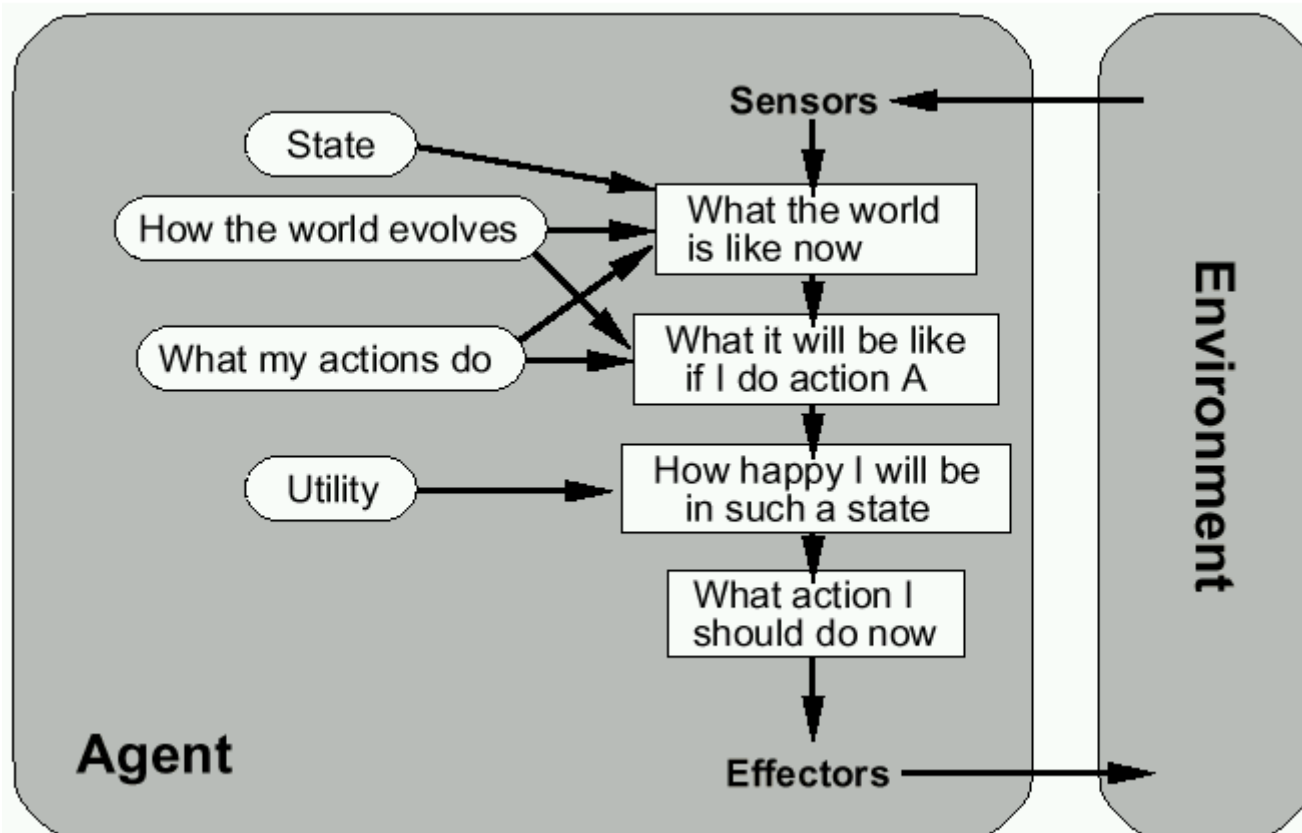 Sensors
State
What the world
is like now
How the world evolves
What my actions do
What it will be like
if I do action A
Utility
How happy I will be
in such a state
What action I
should do now
Agent
Effectors
Environment